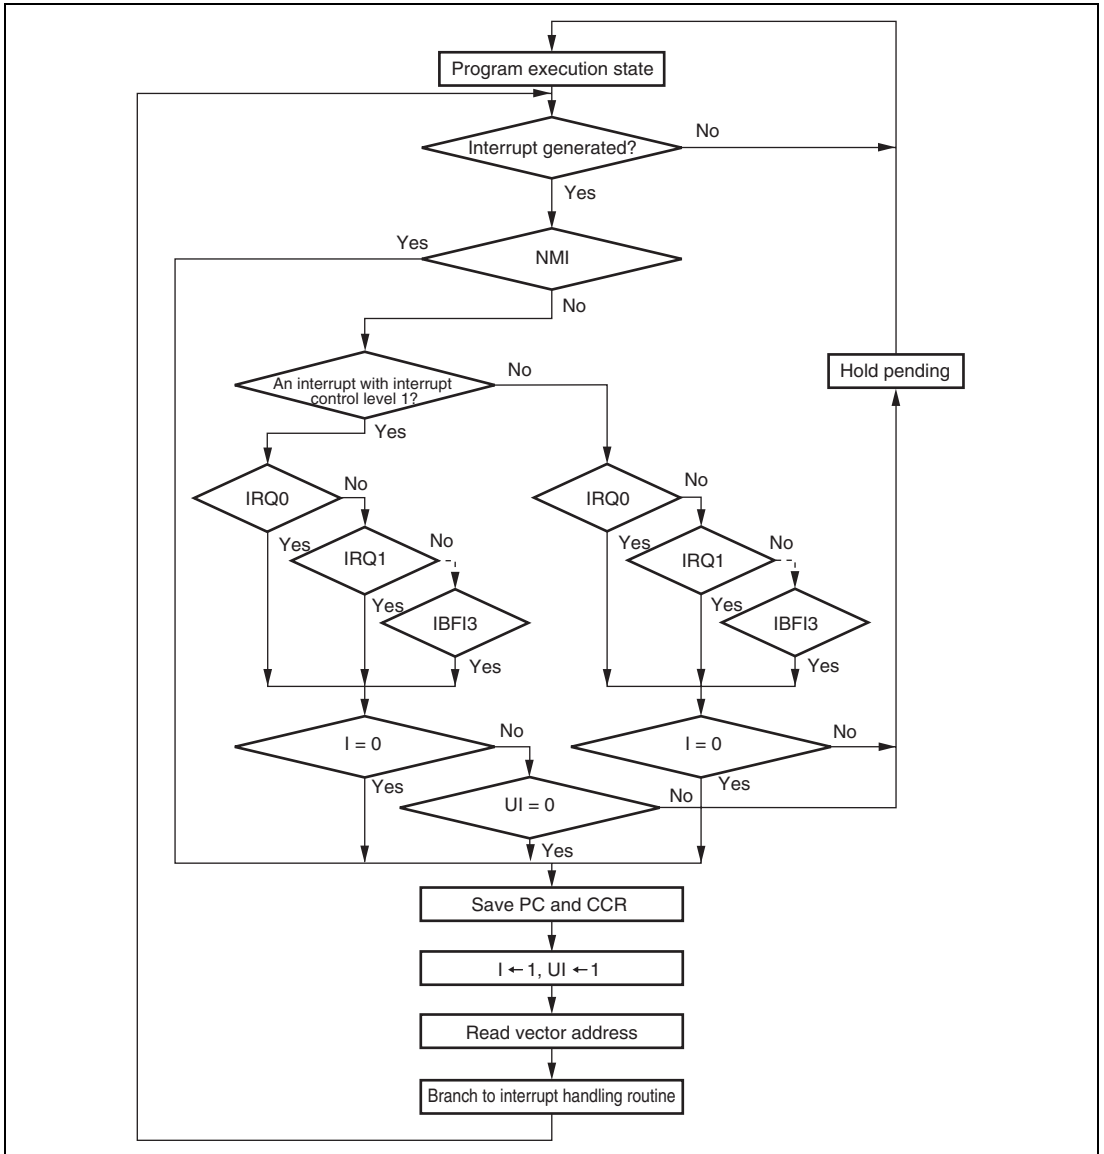 Program execution state
Interrupt generated?
No
Yes
NMI
Yes
No
An interrupt with interrupt
control level 1?
No
Yes
Hold pending
IRQ0
No
Yes
IRQ1
No
Yes
IBFI3
Yes
IRQ0
No
Yes
IRQ1
No
Yes
IBFI3
Yes
I = 0
No
Yes
UI = 0
No
Yes
I = 0
No
Yes
Save PC and CCR
I ← 1, UI ← 1
Read vector address
Branch to interrupt handling routine